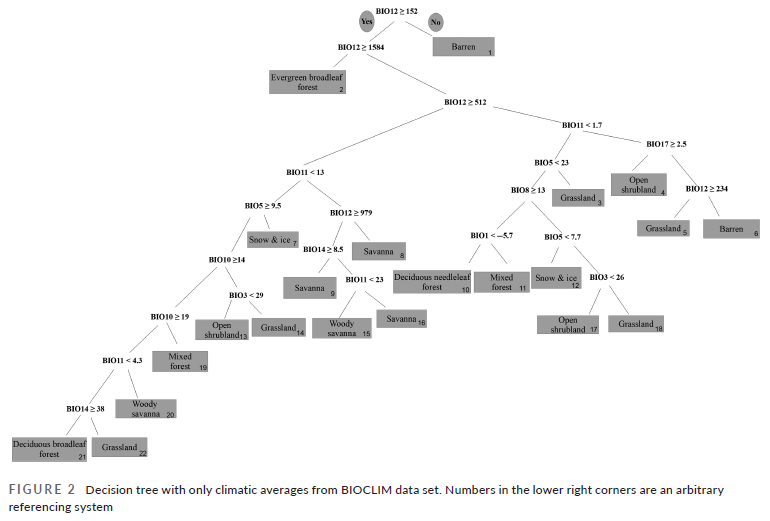 BIO12 ≥ 152
Yes
No
BIO12 ≥ 1584
Barren
1
Evergreen broadleaf
forest 2
BIO12 ≥ 512
BIO11 < 1.7
BIO17 ≥ 2.5
BIO11 < 13
BIO5 < 23
Open
shrubland 4
BIO12 ≥ 234
BIO8 ≥ 13
Grassland 3
BIO5 ≥ 9.5
BIO12 ≥ 979
Grassland 5
Barren 6
Snow & ice 7
BIO14 ≥ 8.5
Savanna 8
BIO1 < –5.7
BIO5 < 7.7
BIO10 ≥14
Savanna
9
BIO11 < 23
Deciduous needleleaf
forest 10
Mixed
forest 11
Snow & ice
12
BIO3 < 26
BIO3 < 29
BIO10 ≥ 19
Open
shrubland13
Grassland 14
Woody
savanna 15
Savanna 16
Open
shrubland 17
Grassland 18
BIO11 < 4.3
Mixed
forest 19
BIO14 ≥ 38
Woody
savanna 20
Deciduous broadleaf
forest 21
Grassland 22
FIGURE 2 Decision tree with only climatic averages from BIOCLIM data set. Numbers in the lower right corners are an arbitrary
referencing system